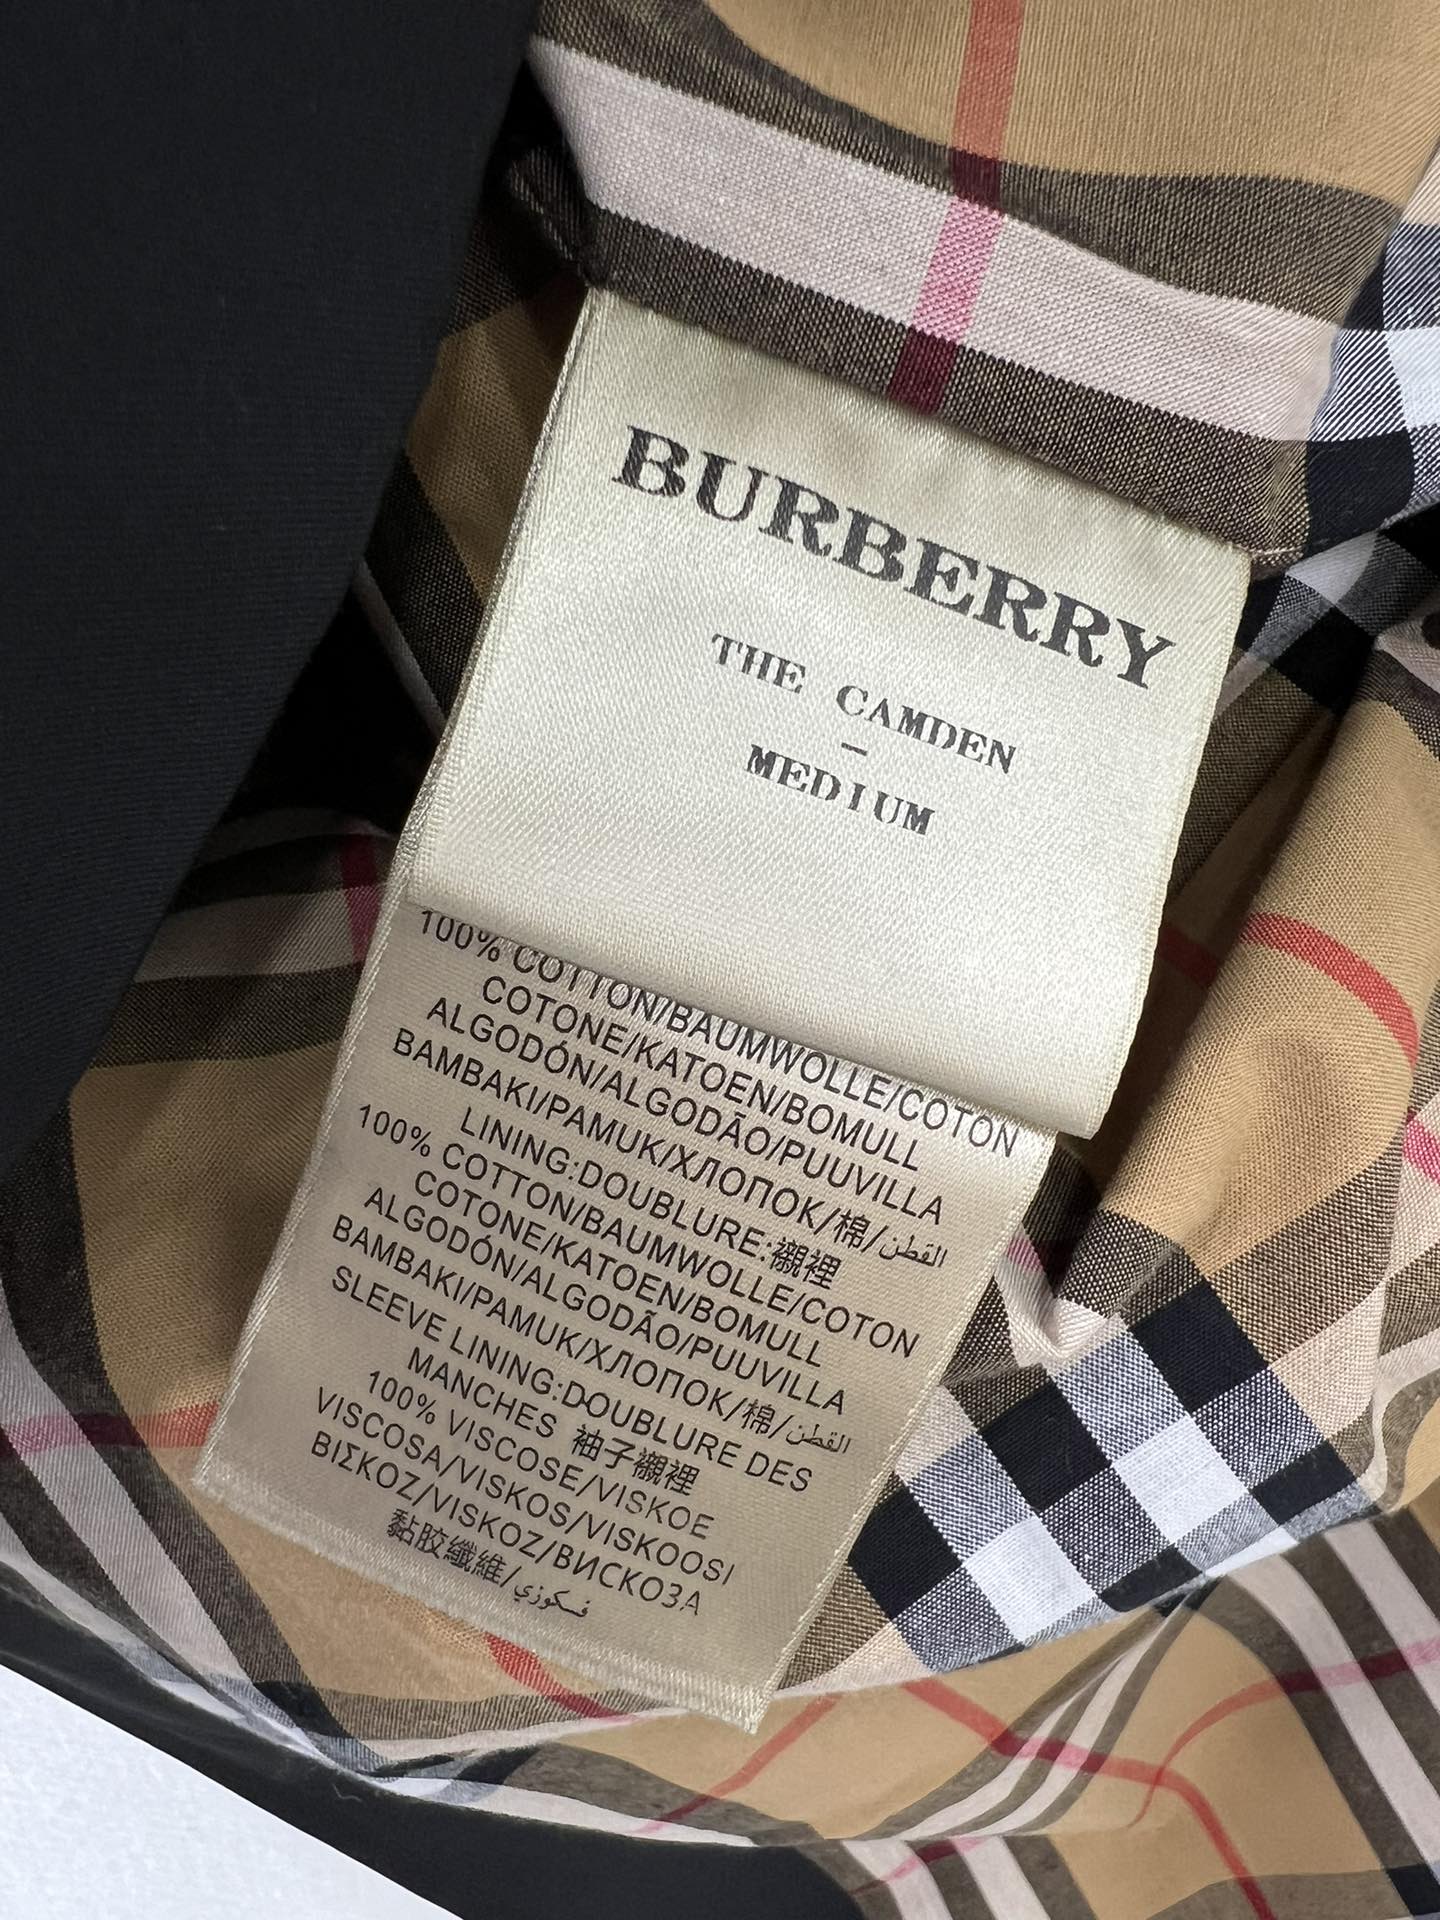 BURBERRY
THE CAMDEN
–
MEDIUM
100% COTTON/BAUMWOLLE/COTON
COTONE/KATOEN/BOMULL
ALGODÓN/ALGODÃO/PUUVILLA
BAMBAKI/PAMUK/ХЛОПОК/棉/القطن
LINING:DOUBLURE:襯裡
100% COTTON/BAUMWOLLE/COTON
COTONE/KATOEN/BOMULL
ALGODÓN/ALGODÃO/PUUVILLA
BAMBAKI/PAMUK/ХЛОПОК/棉/القطن
SLEEVE LINING:DOUBLURE DES
MANCHES 袖子襯裡
100% VISCOSE/VISKOE
VISCOSA/VISKOS/VISKOOSI
ΒΙΣΚΟΖ/VISKOZ/ВИСКОЗА
黏胶纖維/فسكوزي